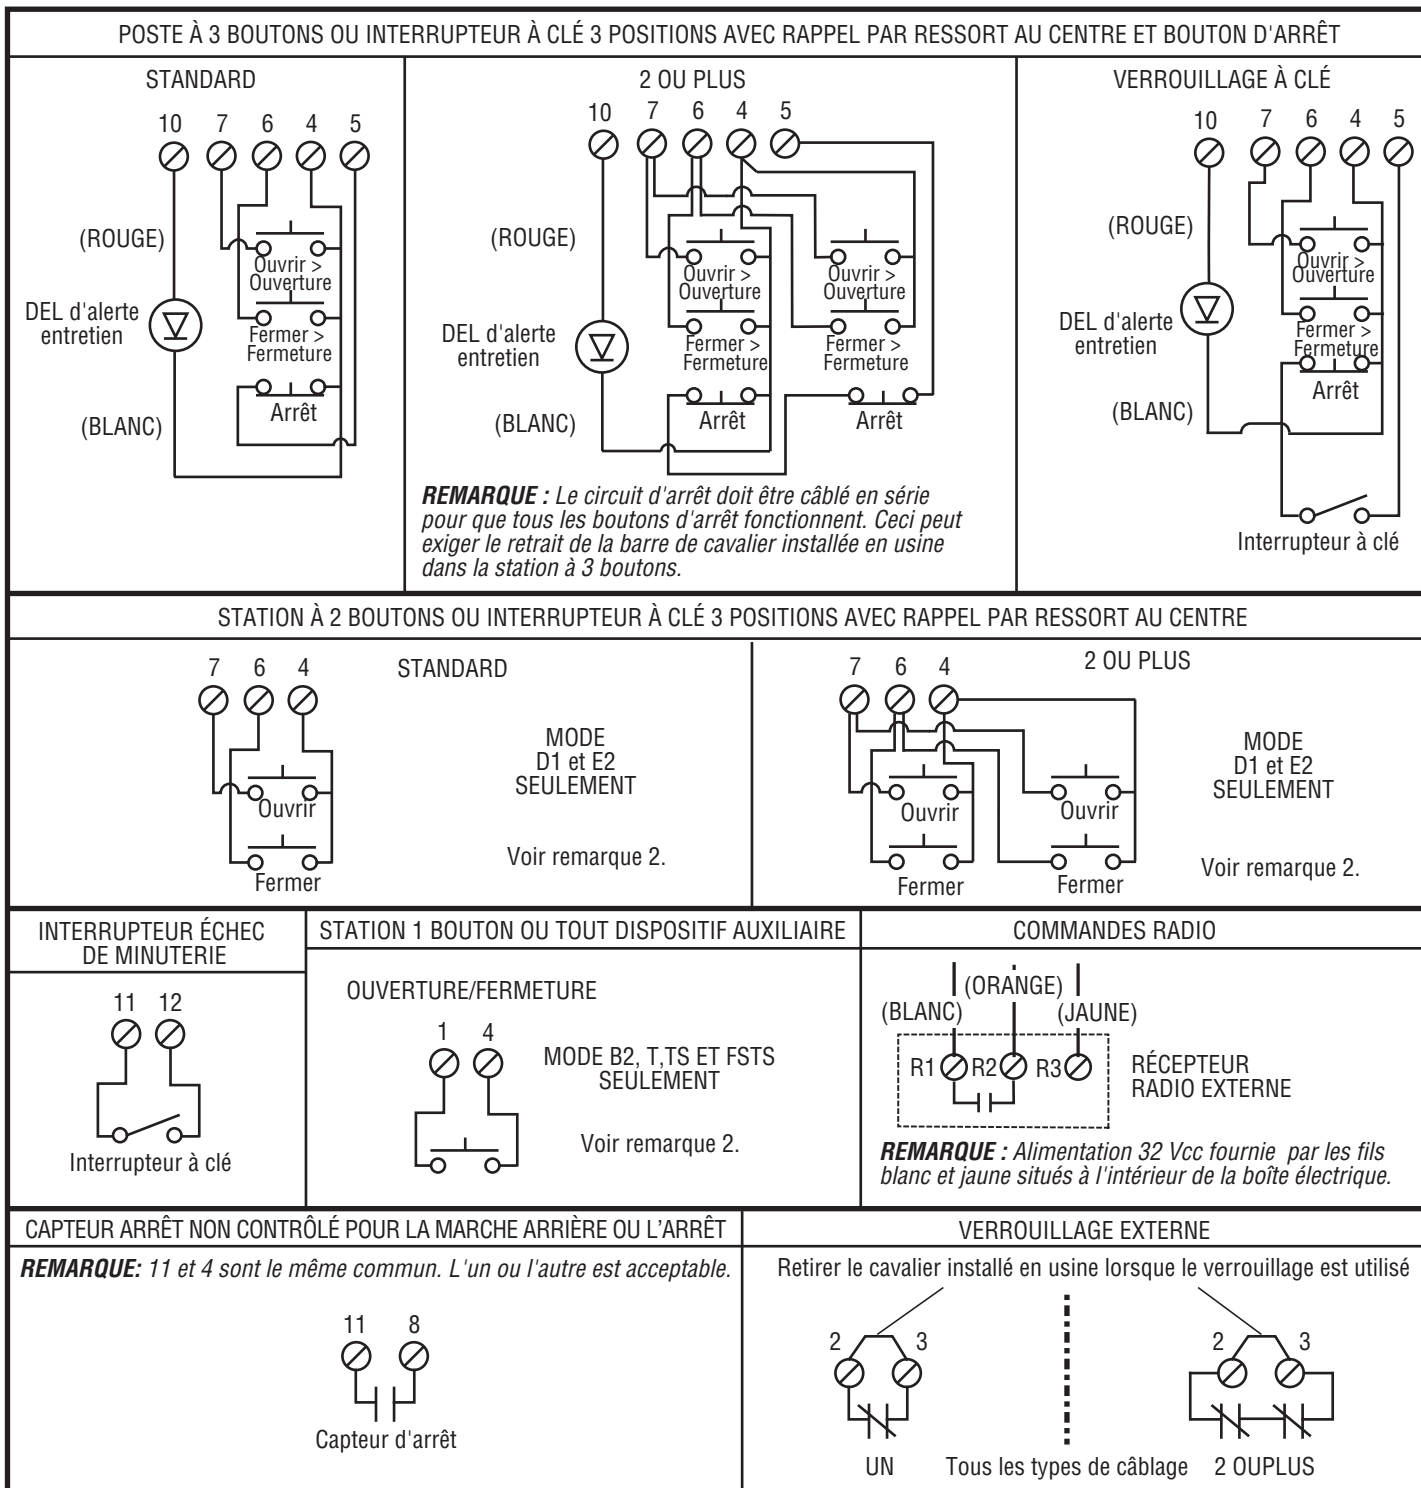 POSTE À 3 BOUTONS OU INTERRUPTEUR À CLÉ 3 POSITIONS AVEC RAPPEL PAR RESSORT AU CENTRE ET BOUTON D'ARRÊT
STANDARD
10 7 6 4 5
(ROUGE)
Ouvrir >
Ouverture
DEL d'alerte
entretien
Fermer >
Fermeture
Arrêt
(BLANC)
2 OU PLUS
10 7 6 4 5
(ROUGE)
Ouvrir >
Ouverture
Ouvrir >
Ouverture
DEL d'alerte
entretien
Fermer >
Fermeture
Fermer >
Fermeture
Arrêt
Arrêt
(BLANC)
REMARQUE : Le circuit d'arrêt doit être câblé en série
pour que tous les boutons d'arrêt fonctionnent. Ceci peut
exiger le retrait de la barre de cavalier installée en usine
dans la station à 3 boutons.
VERROUILLAGE À CLÉ
10 7 6 4 5
(ROUGE)
Ouvrir >
Ouverture
DEL d'alerte
entretien
Fermer >
Fermeture
Arrêt
(BLANC)
Interrupteur à clé
STATION À 2 BOUTONS OU INTERRUPTEUR À CLÉ 3 POSITIONS AVEC RAPPEL PAR RESSORT AU CENTRE
7 6 4
STANDARD
MODE
D1 et E2
SEULEMENT
Ouvrir
Voir remarque 2.
Fermer
7 6 4
2 OU PLUS
MODE
D1 et E2
SEULEMENT
Ouvrir
Ouvrir
Voir remarque 2.
Fermer
Fermer
INTERRUPTEUR ÉCHEC
DE MINUTERIE
11 12
Interrupteur à clé
STATION 1 BOUTON OU TOUT DISPOSITIF AUXILIAIRE
OUVERTURE/FERMETURE
1 4
MODE B2, T,TS ET FSTS
SEULEMENT
Voir remarque 2.
COMMANDES RADIO
(ORANGE)
(BLANC)
(JAUNE)
R1 R2 R3
RÉCEPTEUR
RADIO EXTERNE
REMARQUE : Alimentation 32 Vcc fournie par les fils
blanc et jaune situés à l'intérieur de la boîte électrique.
CAPTEUR ARRÊT NON CONTRÔLÉ POUR LA MARCHE ARRIÈRE OU L’ARRÊT
REMARQUE: 11 et 4 sont le même commun. L'un ou l'autre est acceptable.
11 8
Capteur d'arrêt
VERROUILLAGE EXTERNE
Retirer le cavalier installé en usine lorsque le verrouillage est utilisé
2 3
2 3
UN
Tous les types de câblage
2 OUPLUS